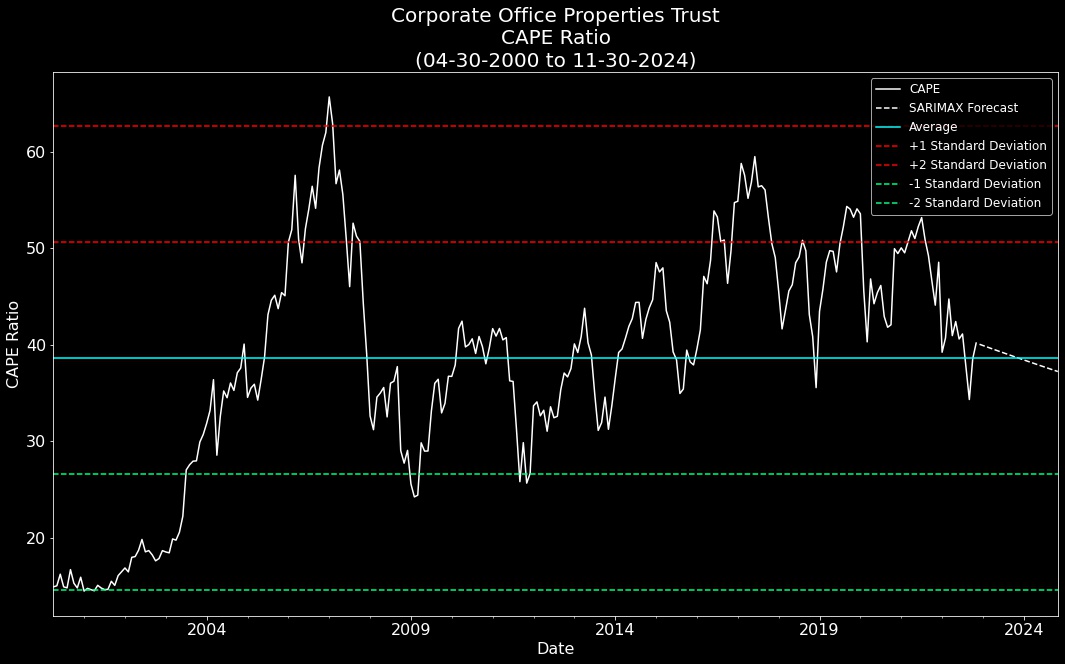 Corporate Office Properties Trust
CAPE Ratio
(04-30-2000 to 11-30-2024)
CAPE
SARIMAX Forecast
Average
+1 Standard Deviation
+2 Standard Deviation
-1 Standard Deviation
-2 Standard Deviation
CAPE Ratio
60
50
40
30
20
2004
2009
2014
2019
2024
Date